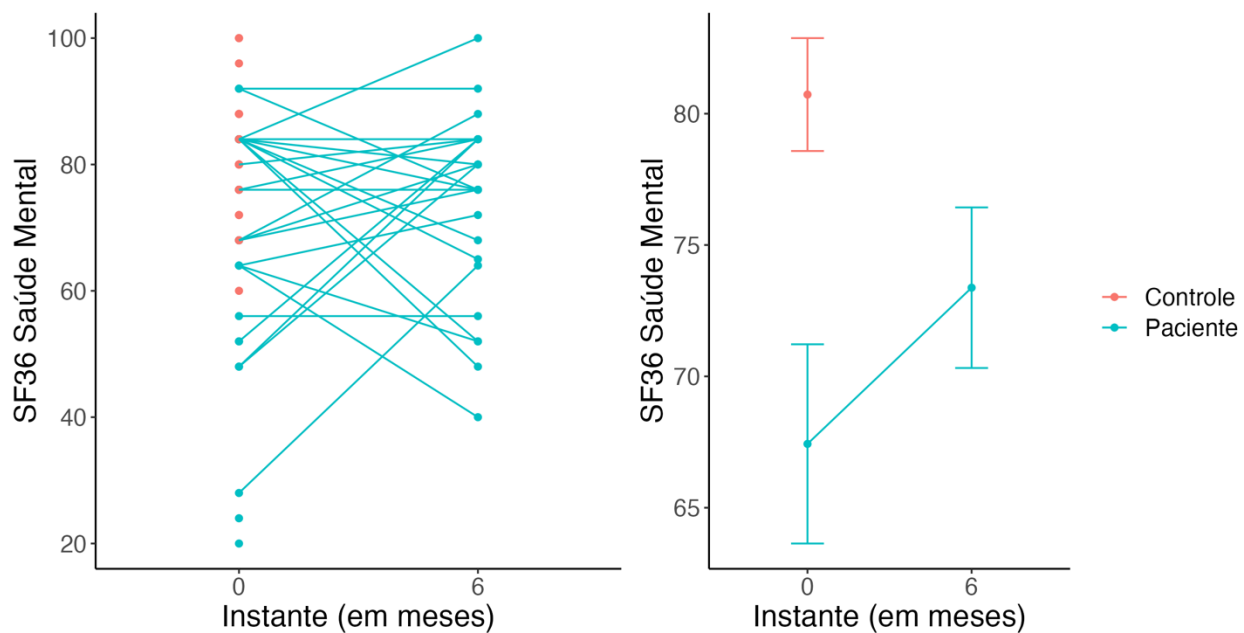 SF36 Saúde Mental
100
80
60
40
20
0
6
Instante (em meses)
SF36 Saúde Mental
80
75
70
65
0
6
Instante (em meses)
Controle
Paciente